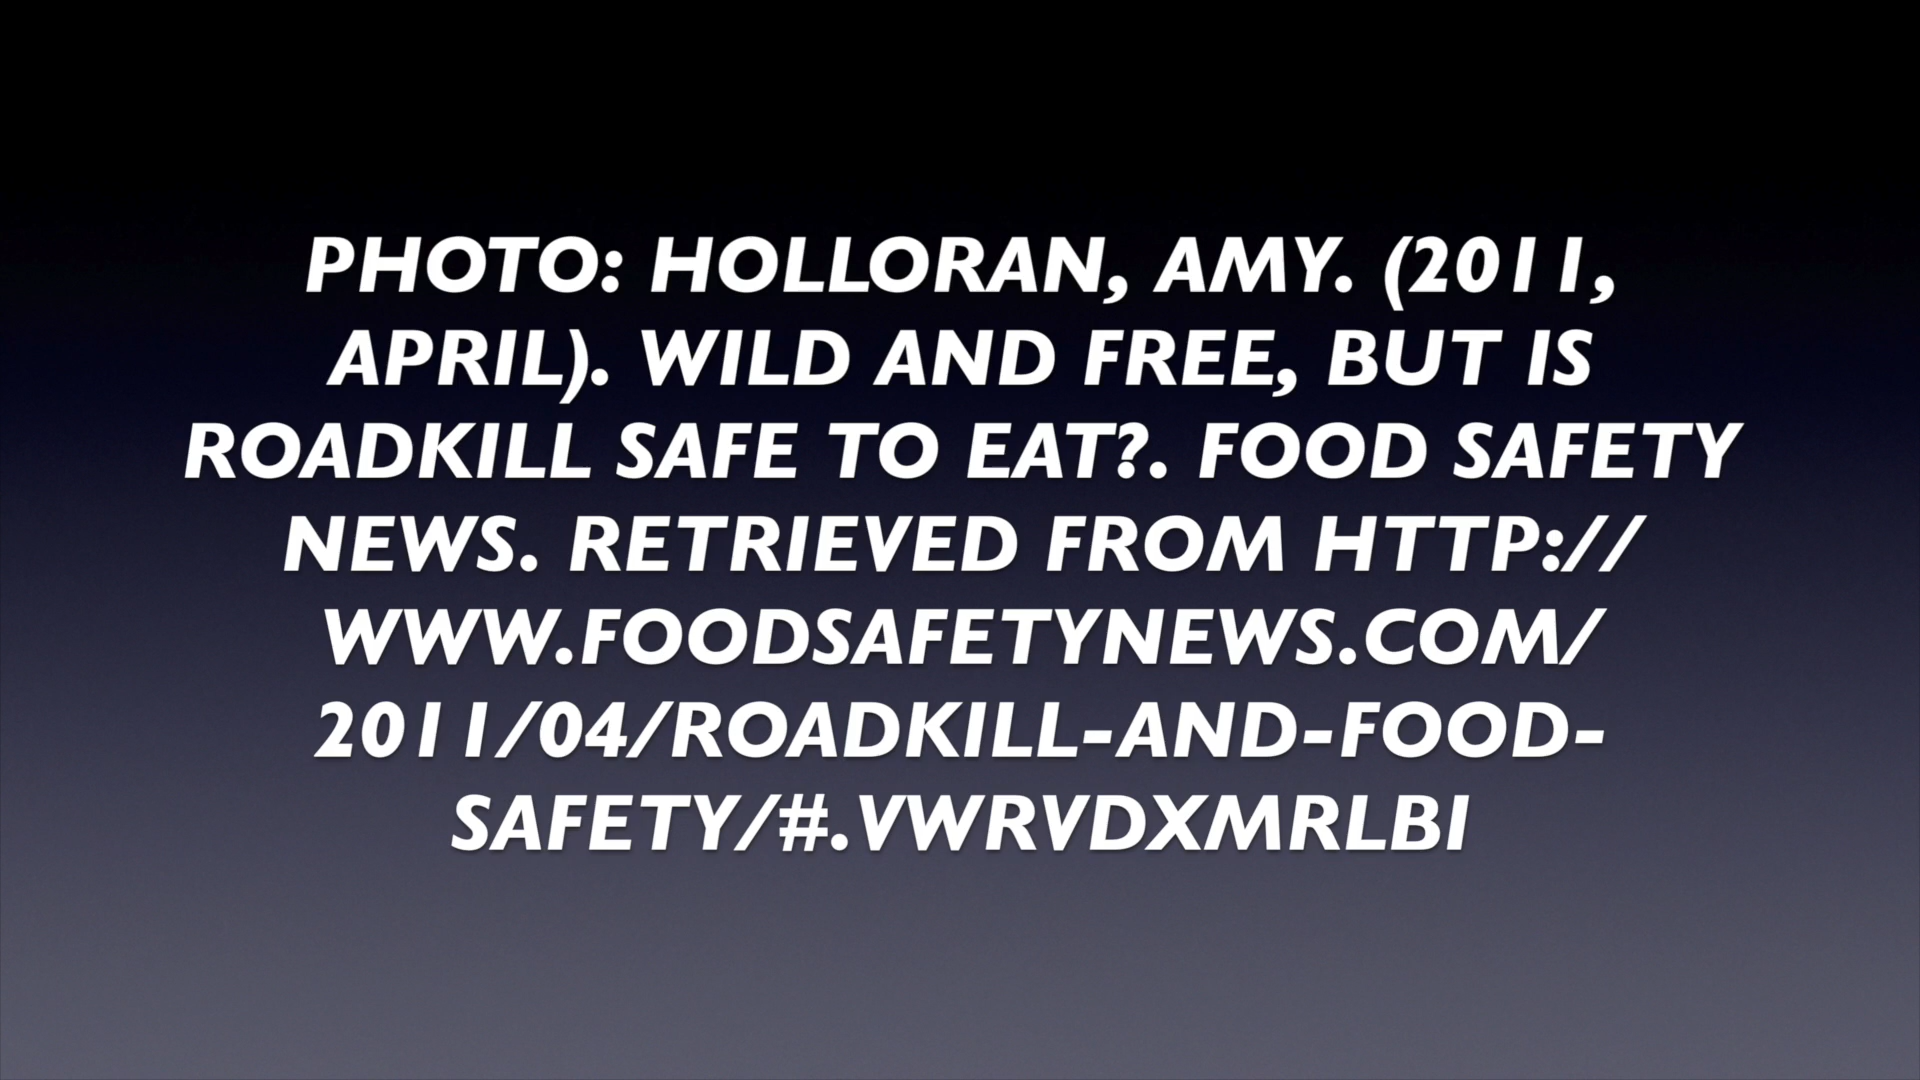 PHOTO: HOLLORAN, AMY. (2011,
APRIL). WILD AND FREE, BUT IS
ROADKILL SAFE TO EAT?. FOOD SAFETY
NEWS. RETRIEVED FROM HTTP://
WWW.FOODSAFETYNEWS.COM/
2011/04/ROADKILL-AND-FOOD-
SAFETY/#.VWRVDXMRLBI